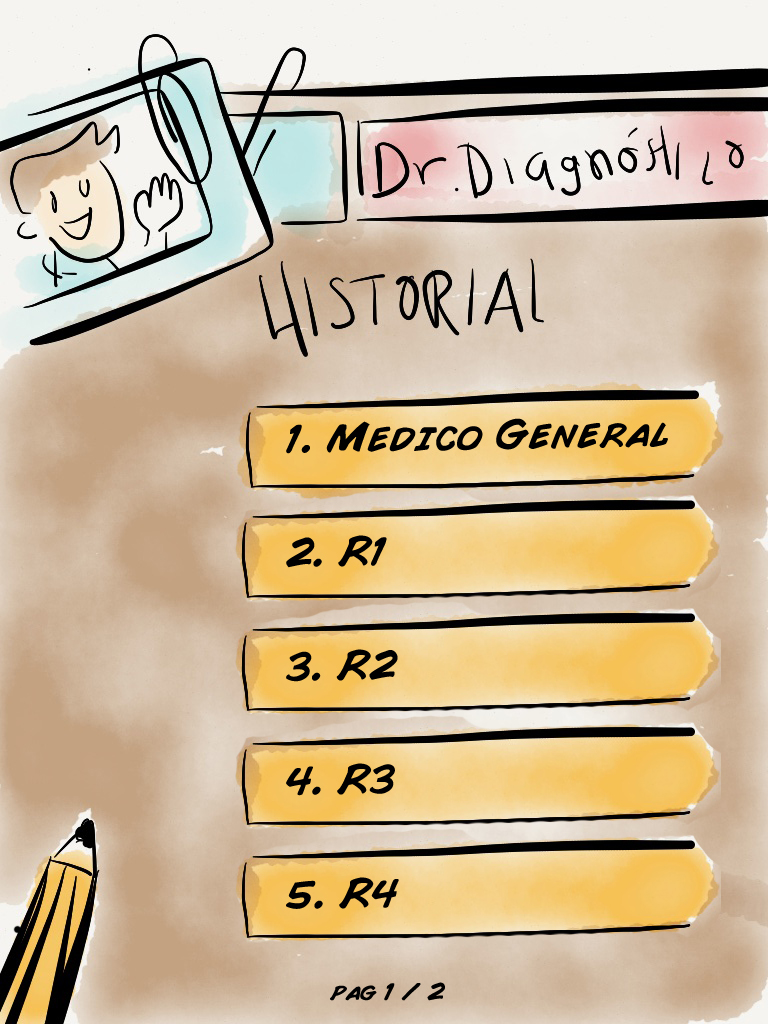 Dr. Diagnóstico
HISTORIAL
1. MEDICO GENERAL
2. R1
3. R2
4. R3
5. R4
PAG 1 / 2